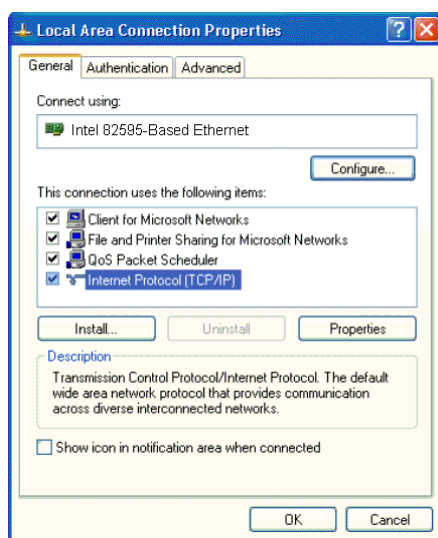 Local Area Connection Properties
General Authentication Advanced
Connect using:
Intel 82595-Based Ethernet
Configure...
This connection uses the following items:
Client for Microsoft Networks
File and Printer Sharing for Microsoft Networks
QoS Packet Scheduler
Internet Protocol (TCP/IP)
Install... Uninstall Properties
Description
Transmission Control Protocol/Internet Protocol. The default
wide area network protocol that provides communication
across diverse interconnected networks.
Show icon in notification area when connected
OK Cancel